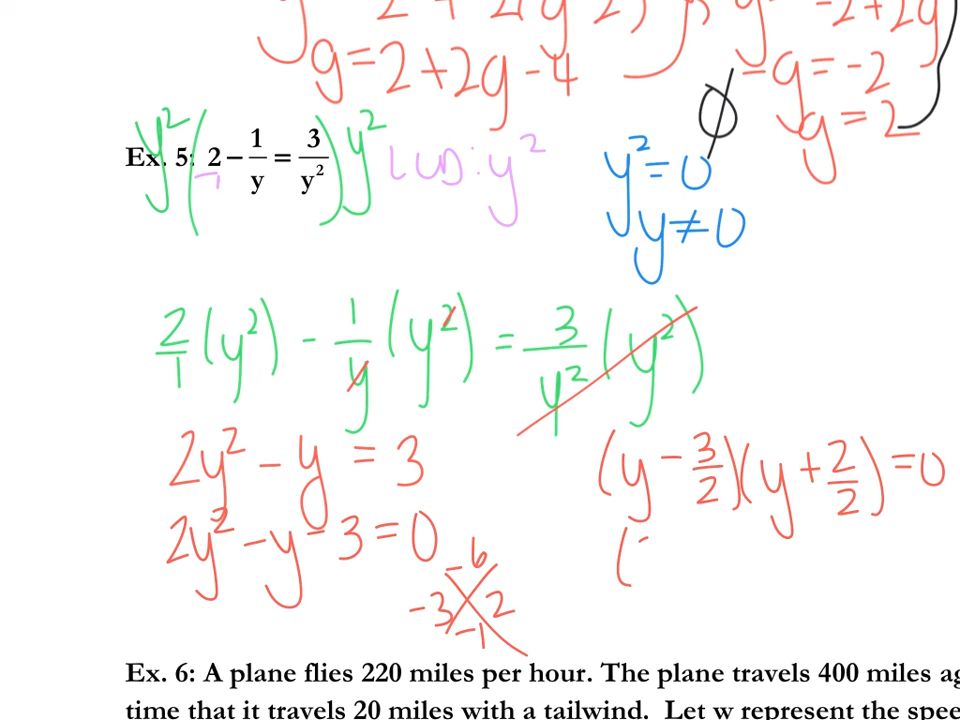 g = 2 + 2g - 4
-g = -2
g = 2
∅
Ex. 5: y² ( 2 − 1/y = 3/y² ) y²
1
LCD: y²
y² = 0
y ≠ 0
2/1 (y²) - 1/y (y²) = 3/y² (y²)
2y² - y = 3
2y² - y - 3 = 0
-6
-3 2
-1
(y - 3/2)(y + 2/2) = 0
(
Ex. 6: A plane flies 220 miles per hour. The plane travels 400 miles ag
time that it travels 20 miles with a tailwind. Let w represent the spee